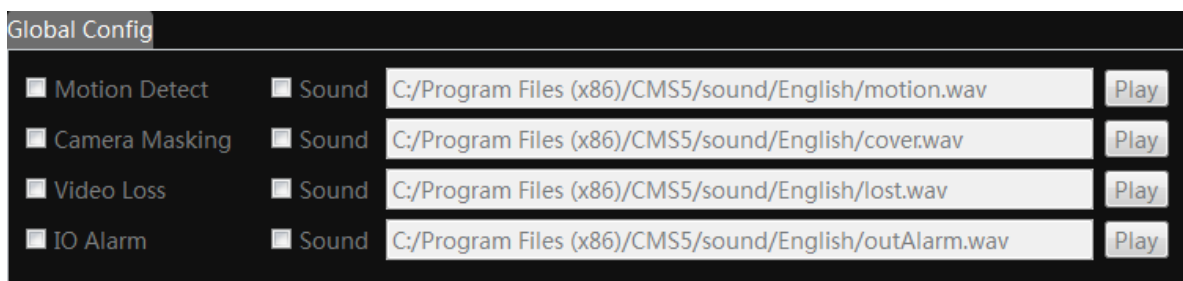 Global Config
Motion Detect Sound C:/Program Files (x86)/CMS5/sound/English/motion.wav Play
Camera Masking Sound C:/Program Files (x86)/CMS5/sound/English/cover.wav Play
Video Loss Sound C:/Program Files (x86)/CMS5/sound/English/lost.wav Play
IO Alarm Sound C:/Program Files (x86)/CMS5/sound/English/outAlarm.wav Play